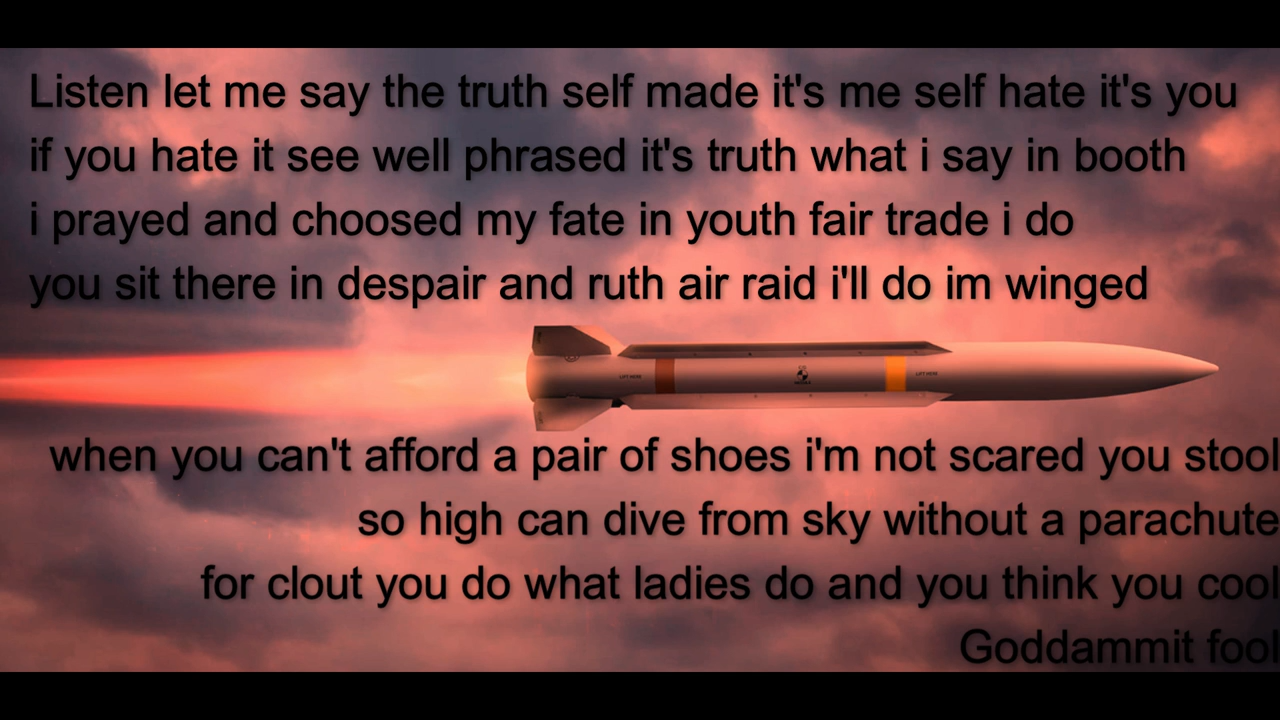 Listen let me say the truth self made it's me self hate it's you
if you hate it see well phrased it's truth what i say in booth
i prayed and choosed my fate in youth fair trade i do
you sit there in despair and ruth air raid i'll do im winged
when you can't afford a pair of shoes i'm not scared you stool
so high can dive from sky without a parachute
for clout you do what ladies do and you think you cool
Goddammit fool